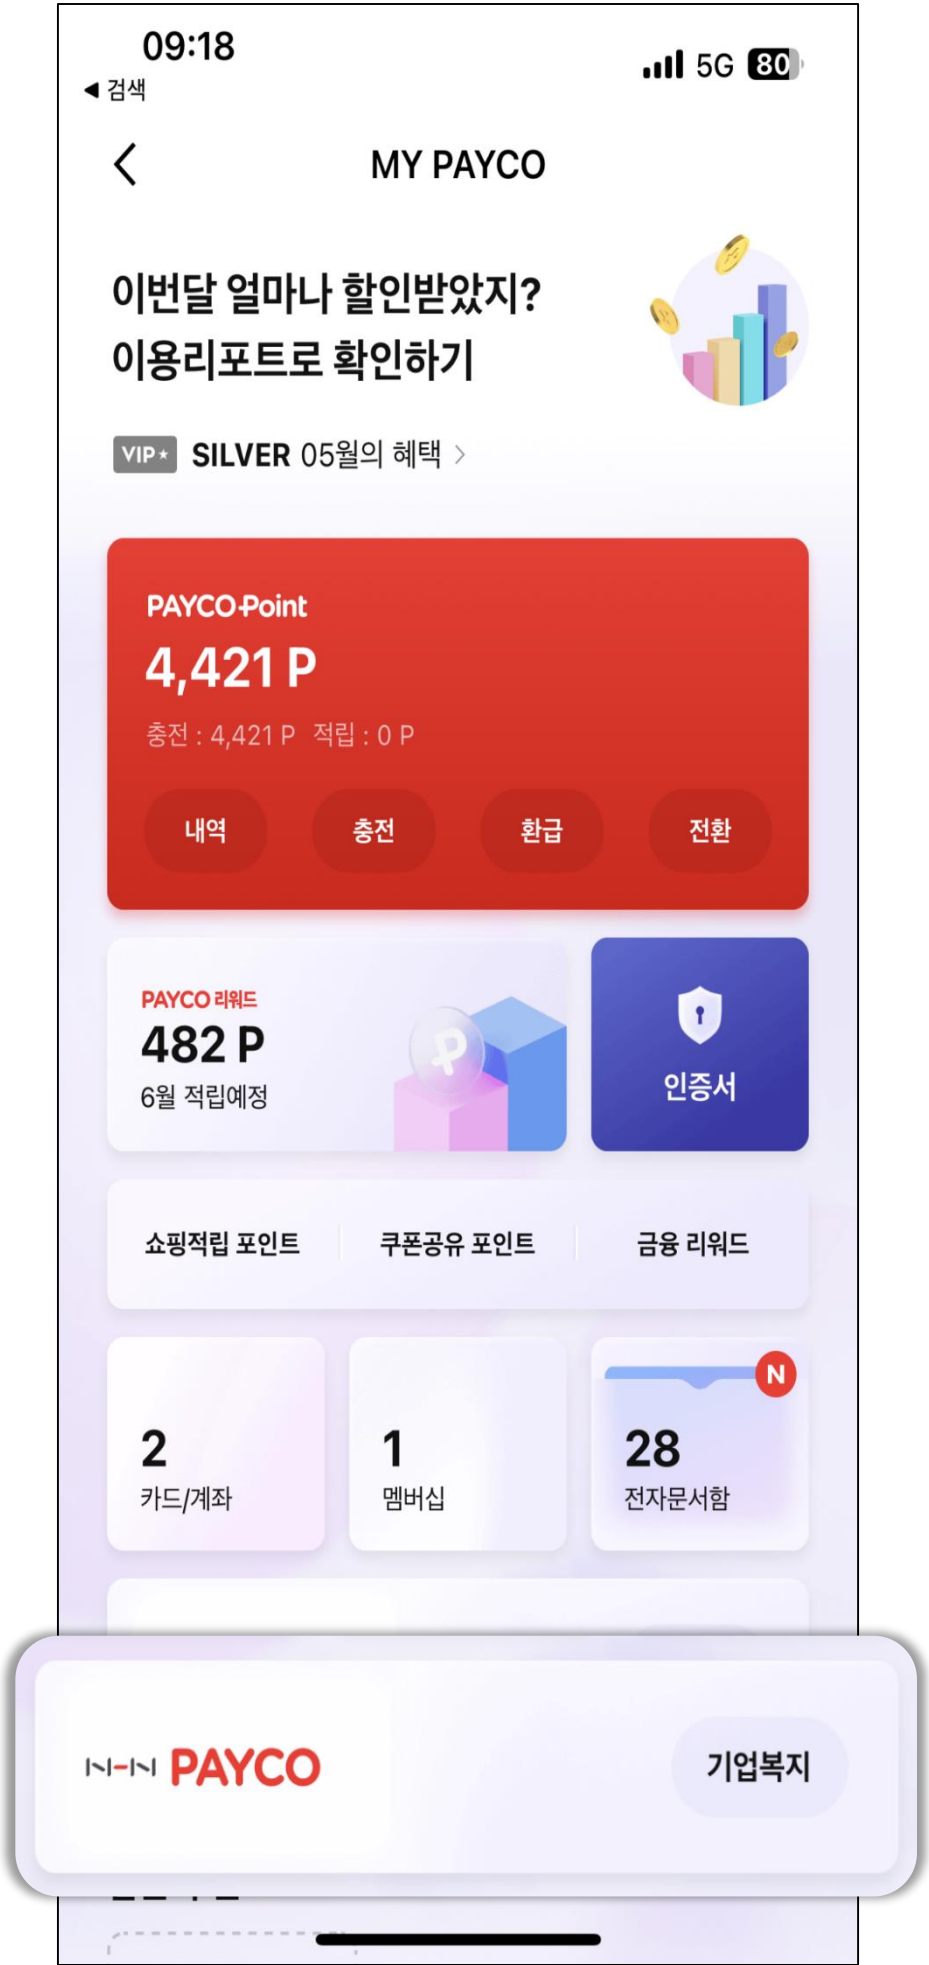 09:18
5G 80
◀ 검색
MY PAYCO
이번달 얼마나 할인받았지?
이용리포트로 확인하기
VIP★ SILVER 05월의 혜택 >
PAYCO Point
4,421 P
충전 : 4,421 P 적립 : 0 P
내역 충전 환급 전환
PAYCO 리워드
482 P
6월 적립예정
인증서
쇼핑적립 포인트 쿠폰공유 포인트 금융 리워드
N
2 1 28
카드/계좌 멤버십 전자문서함
PAYCO 기업복지